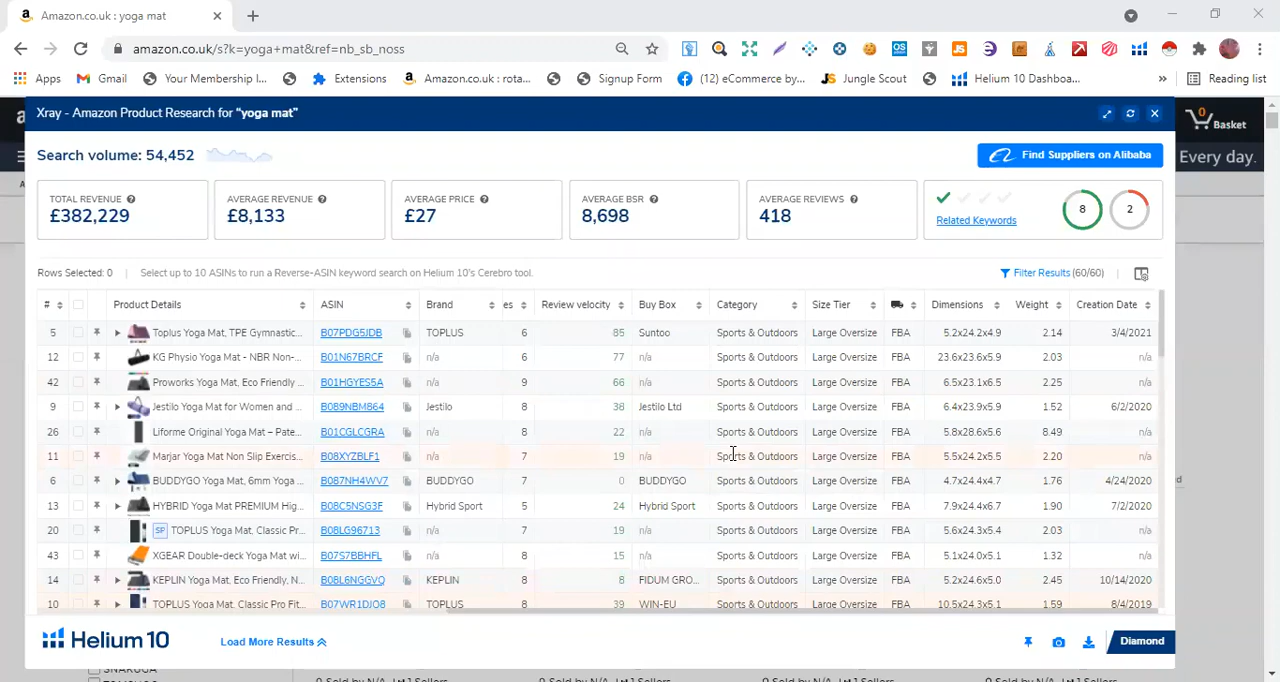 Amazon.co.uk : yoga mat
amazon.co.uk/s?k=yoga+mat&ref=nb_sb_noss
Apps Gmail Your Membership I... Extensions Amazon.co.uk : rota... Signup Form (12) eCommerce by... JS Jungle Scout Helium 10 Dashboa... » Reading list
Xray - Amazon Product Research for "yoga mat"
0
Basket
Search volume: 54,452
Find Suppliers on Alibaba
Every day.
TOTAL REVENUE AVERAGE REVENUE AVERAGE PRICE AVERAGE BSR AVERAGE REVIEWS
£382,229 £8,133 £27 8,698 418 Related Keywords 8 2
Rows Selected: 0 Select up to 10 ASINs to run a Reverse-ASIN keyword search on Helium 10's Cerebro tool. Filter Results (60/60)
# Product Details ASIN Brand es Review velocity Buy Box Category Size Tier Dimensions Weight Creation Date
5 Toplus Yoga Mat, TPE Gymnastic... B07PDG5JDB TOPLUS 6 85 Suntoo Sports & Outdoors Large Oversize FBA 5.2x24.2x4.9 2.14 3/4/2021
12 KG Physio Yoga Mat - NBR Non-... B01N67BRCF n/a 6 77 n/a Sports & Outdoors Large Oversize FBA 23.6x23.6x5.9 2.03 n/a
42 Proworks Yoga Mat, Eco Friendly ... B01HGYES5A n/a 9 66 n/a Sports & Outdoors Large Oversize FBA 6.5x23.1x6.5 2.25 n/a
9 Jestilo Yoga Mat for Women and ... B089NBM864 Jestilo 8 38 Jestilo Ltd Sports & Outdoors Large Oversize FBA 6.4x23.9x5.9 1.52 6/2/2020
26 Liforme Original Yoga Mat – Pate... B01CGLCGRA n/a 8 22 n/a Sports & Outdoors Large Oversize FBA 5.8x28.6x5.6 8.49 n/a
11 Marjar Yoga Mat Non Slip Exercis... B08XYZBLF1 n/a 7 19 n/a Sports & Outdoors Large Oversize FBA 5.5x24.2x5.5 2.20 n/a
6 BUDDYGO Yoga Mat, 6mm Yoga ... B087NH4WV7 BUDDYGO 7 0 BUDDYGO Sports & Outdoors Large Oversize FBA 4.7x24.4x4.7 1.76 4/24/2020
13 HYBRID Yoga Mat PREMIUM Hig... B08C5NSG3F Hybrid Sport 5 24 Hybrid Sport Sports & Outdoors Large Oversize FBA 7.9x24.4x6.7 1.90 7/2/2020
20 SP TOPLUS Yoga Mat, Classic Pr... B08LG96713 n/a 7 19 n/a Sports & Outdoors Large Oversize FBA 5.6x24.3x5.4 2.03 n/a
43 XGEAR Double-deck Yoga Mat wi... B07S7BBHFL n/a 8 15 n/a Sports & Outdoors Large Oversize FBA 5.1x24.0x5.1 1.32 n/a
14 KEPLIN Yoga Mat, Eco Friendly, N... B08L6NGGVQ KEPLIN 8 8 FIDUM GRO... Sports & Outdoors Large Oversize FBA 5.2x24.6x5.0 2.45 10/14/2020
10 TOPLUS Yoga Mat, Classic Pro Fit... B07WR1DJQ8 TOPLUS 8 39 WIN-EU Sports & Outdoors Large Oversize FBA 10.5x24.3x5.1 1.59 8/4/2019
Helium 10 Load More Results Diamond